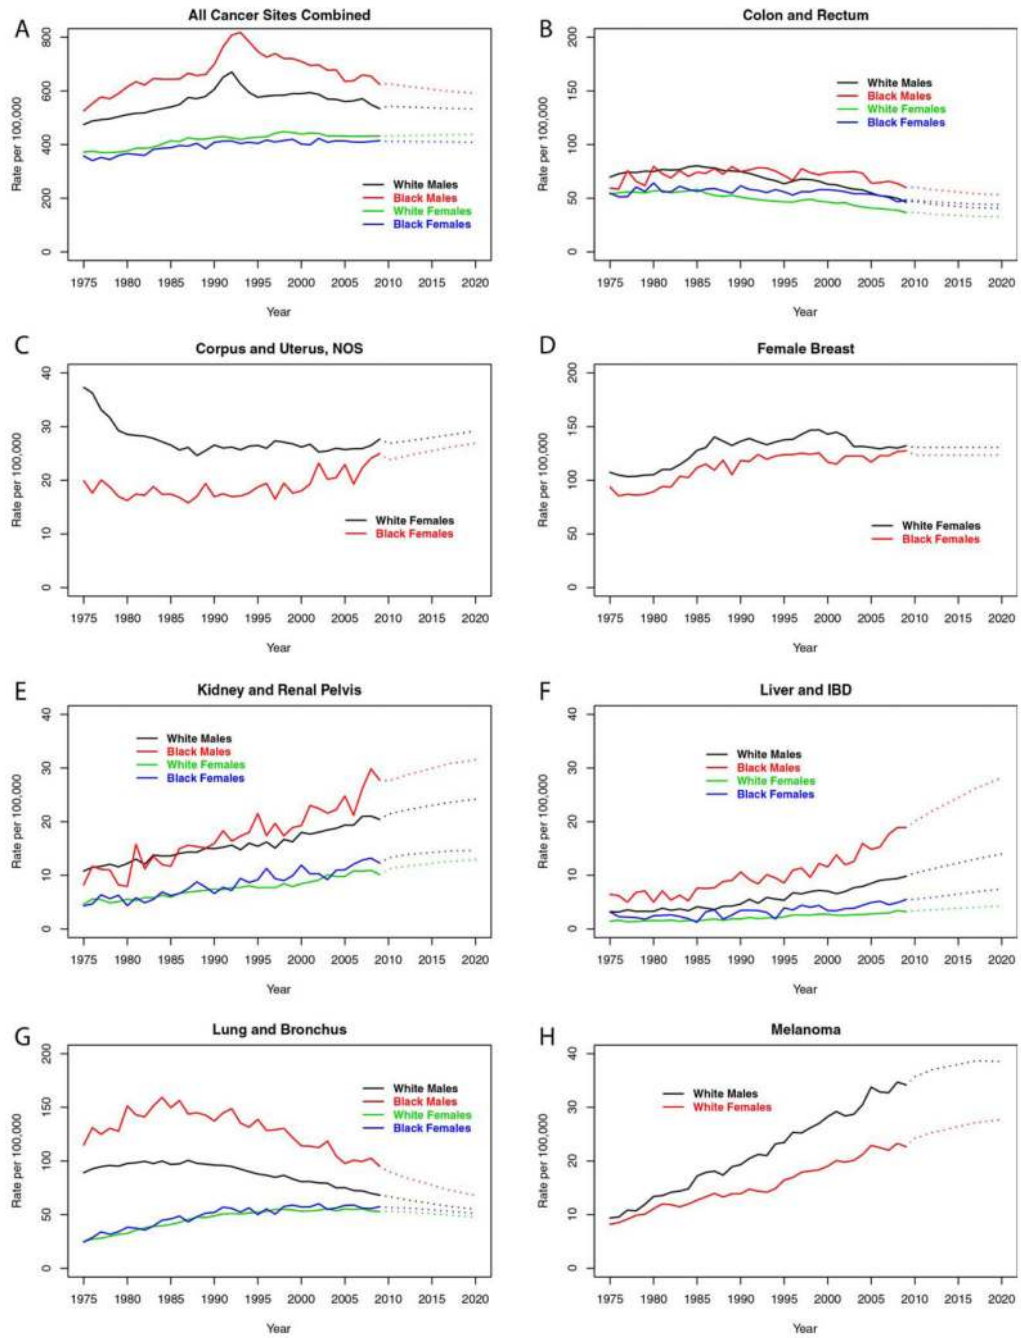 A
All Cancer Sites Combined
Rate per 100,000
800
600
400
200
0
White Males
Black Males
White Females
Black Females
1975 1980 1985 1990 1995 2000 2005 2010 2015 2020
Year
B
Colon and Rectum
Rate per 100,000
200
150
100
50
0
White Males
Black Males
White Females
Black Females
1975 1980 1985 1990 1995 2000 2005 2010 2015 2020
Year
C
Corpus and Uterus, NOS
Rate per 100,000
40
30
20
10
0
White Females
Black Females
1975 1980 1985 1990 1995 2000 2005 2010 2015 2020
Year
D
Female Breast
Rate per 100,000
200
150
100
50
0
White Females
Black Females
1975 1980 1985 1990 1995 2000 2005 2010 2015 2020
Year
E
Kidney and Renal Pelvis
Rate per 100,000
40
30
20
10
0
White Males
Black Males
White Females
Black Females
1975 1980 1985 1990 1995 2000 2005 2010 2015 2020
Year
F
Liver and IBD
Rate per 100,000
40
30
20
10
0
White Males
Black Males
White Females
Black Females
1975 1980 1985 1990 1995 2000 2005 2010 2015 2020
Year
G
Lung and Bronchus
Rate per 100,000
200
150
100
50
0
White Males
Black Males
White Females
Black Females
1975 1980 1985 1990 1995 2000 2005 2010 2015 2020
Year
H
Melanoma
Rate per 100,000
40
30
20
10
0
White Males
White Females
1975 1980 1985 1990 1995 2000 2005 2010 2015 2020
Year